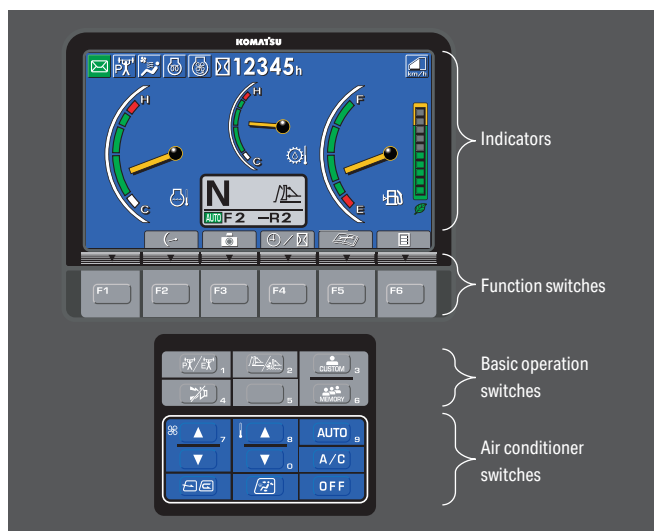 KOMATSU
P 12345h
km/h
H
H
F
C
C
E
N
AUTO F2 -R2
Indicators
F1 F2 F3 F4 F5 F6
Function switches
P/E 1
2
CUSTOM 3
4
5
MEMORY 6
Basic operation
switches
7
8
AUTO 9
0
A/C
OFF
Air conditioner
switches